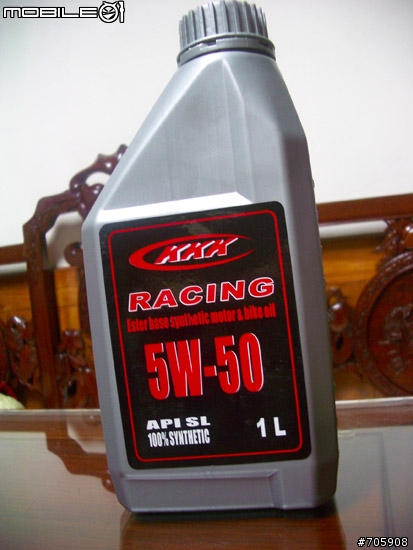 MOBILE01
KKK
RACING
Ester base synthetic motor & bike oil
5W-50
API SL
100% SYNTHETIC
1 L
#705908